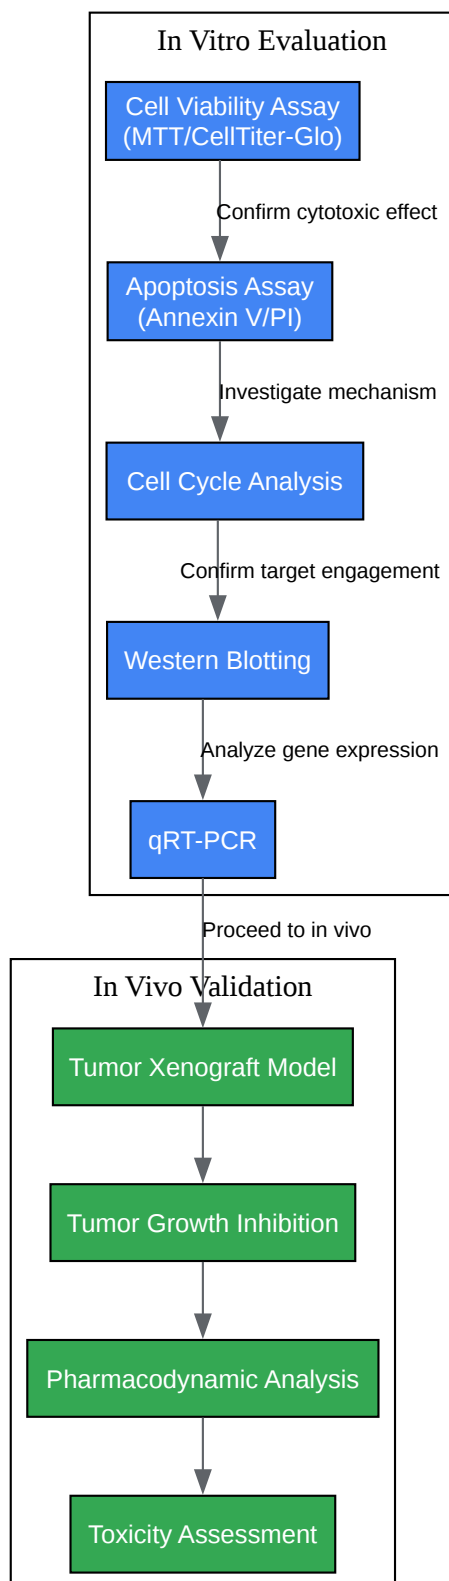 In Vitro Evaluation
Cell Viability Assay
(MTT/CellTiter-Glo)
Confirm cytotoxic effect
Apoptosis Assay
(Annexin V/PI)
Investigate mechanism
Cell Cycle Analysis
Confirm target engagement
Western Blotting
Analyze gene expression
qRT-PCR
Proceed to in vivo
In Vivo Validation
Tumor Xenograft Model
Tumor Growth Inhibition
Pharmacodynamic Analysis
Toxicity Assessment